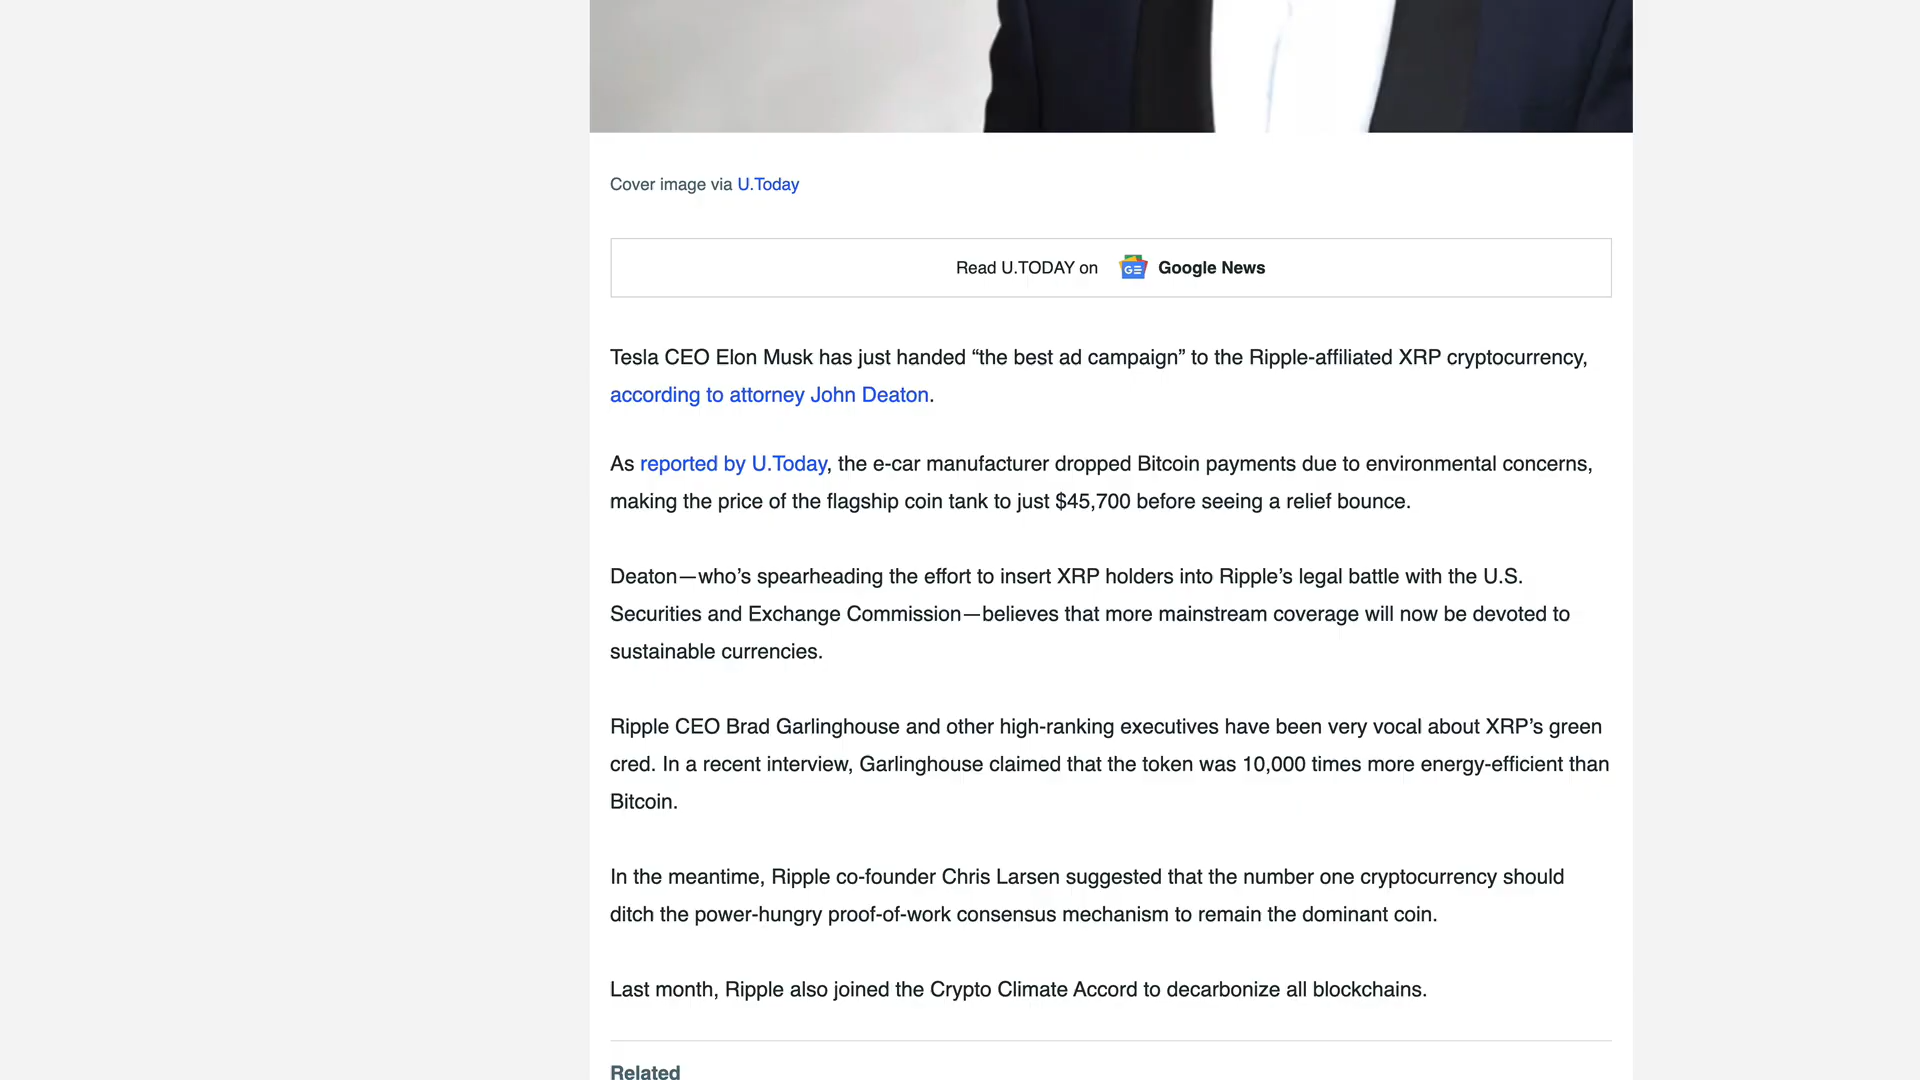 Cover image via U.Today
Read U.TODAY on GE Google News
Tesla CEO Elon Musk has just handed “the best ad campaign” to the Ripple-affiliated XRP cryptocurrency,
according to attorney John Deaton.
As reported by U.Today, the e-car manufacturer dropped Bitcoin payments due to environmental concerns,
making the price of the flagship coin tank to just $45,700 before seeing a relief bounce.
Deaton—who’s spearheading the effort to insert XRP holders into Ripple’s legal battle with the U.S.
Securities and Exchange Commission—believes that more mainstream coverage will now be devoted to
sustainable currencies.
Ripple CEO Brad Garlinghouse and other high-ranking executives have been very vocal about XRP’s green
cred. In a recent interview, Garlinghouse claimed that the token was 10,000 times more energy-efficient than
Bitcoin.
In the meantime, Ripple co-founder Chris Larsen suggested that the number one cryptocurrency should
ditch the power-hungry proof-of-work consensus mechanism to remain the dominant coin.
Last month, Ripple also joined the Crypto Climate Accord to decarbonize all blockchains.
Related